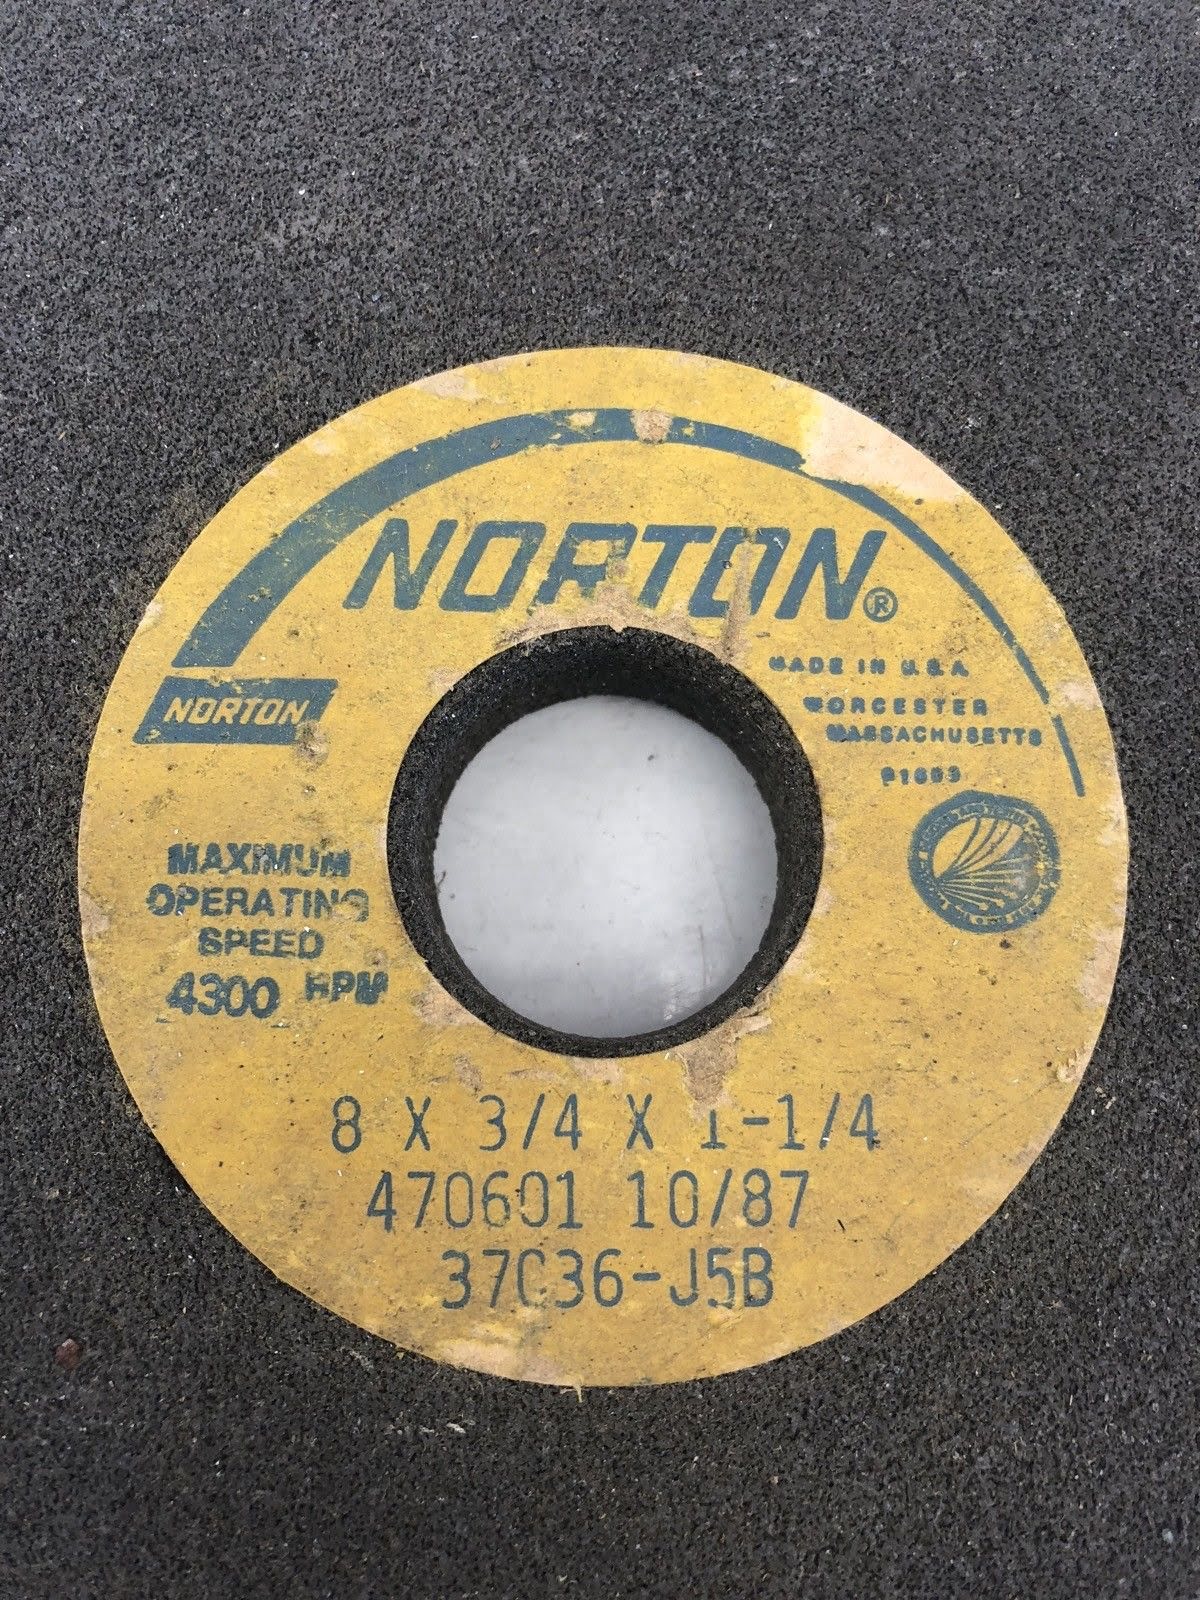 NORTON®
MADE IN U.S.A.
WORCESTER
MASSACHUSETTS
NORTON
MAXIMUM
OPERATING
SPEED
4300 RPM
8 X 3/4 X 1-1/4
470601 10/87
37C36-J5B